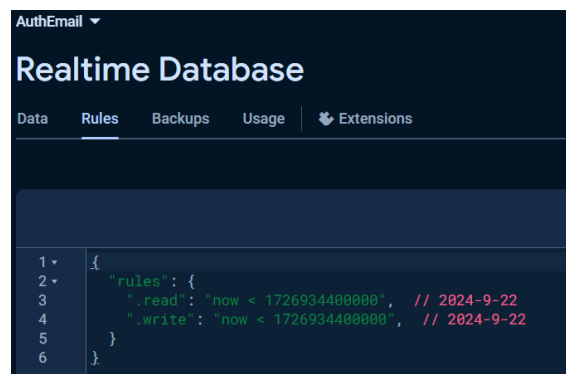 AuthEmail
Realtime Database
Data Rules Backups Usage Extensions
1 {
2 "rules": {
3 ".read": "now < 1726934400000", // 2024-9-22
4 ".write": "now < 1726934400000", // 2024-9-22
5 }
6 }